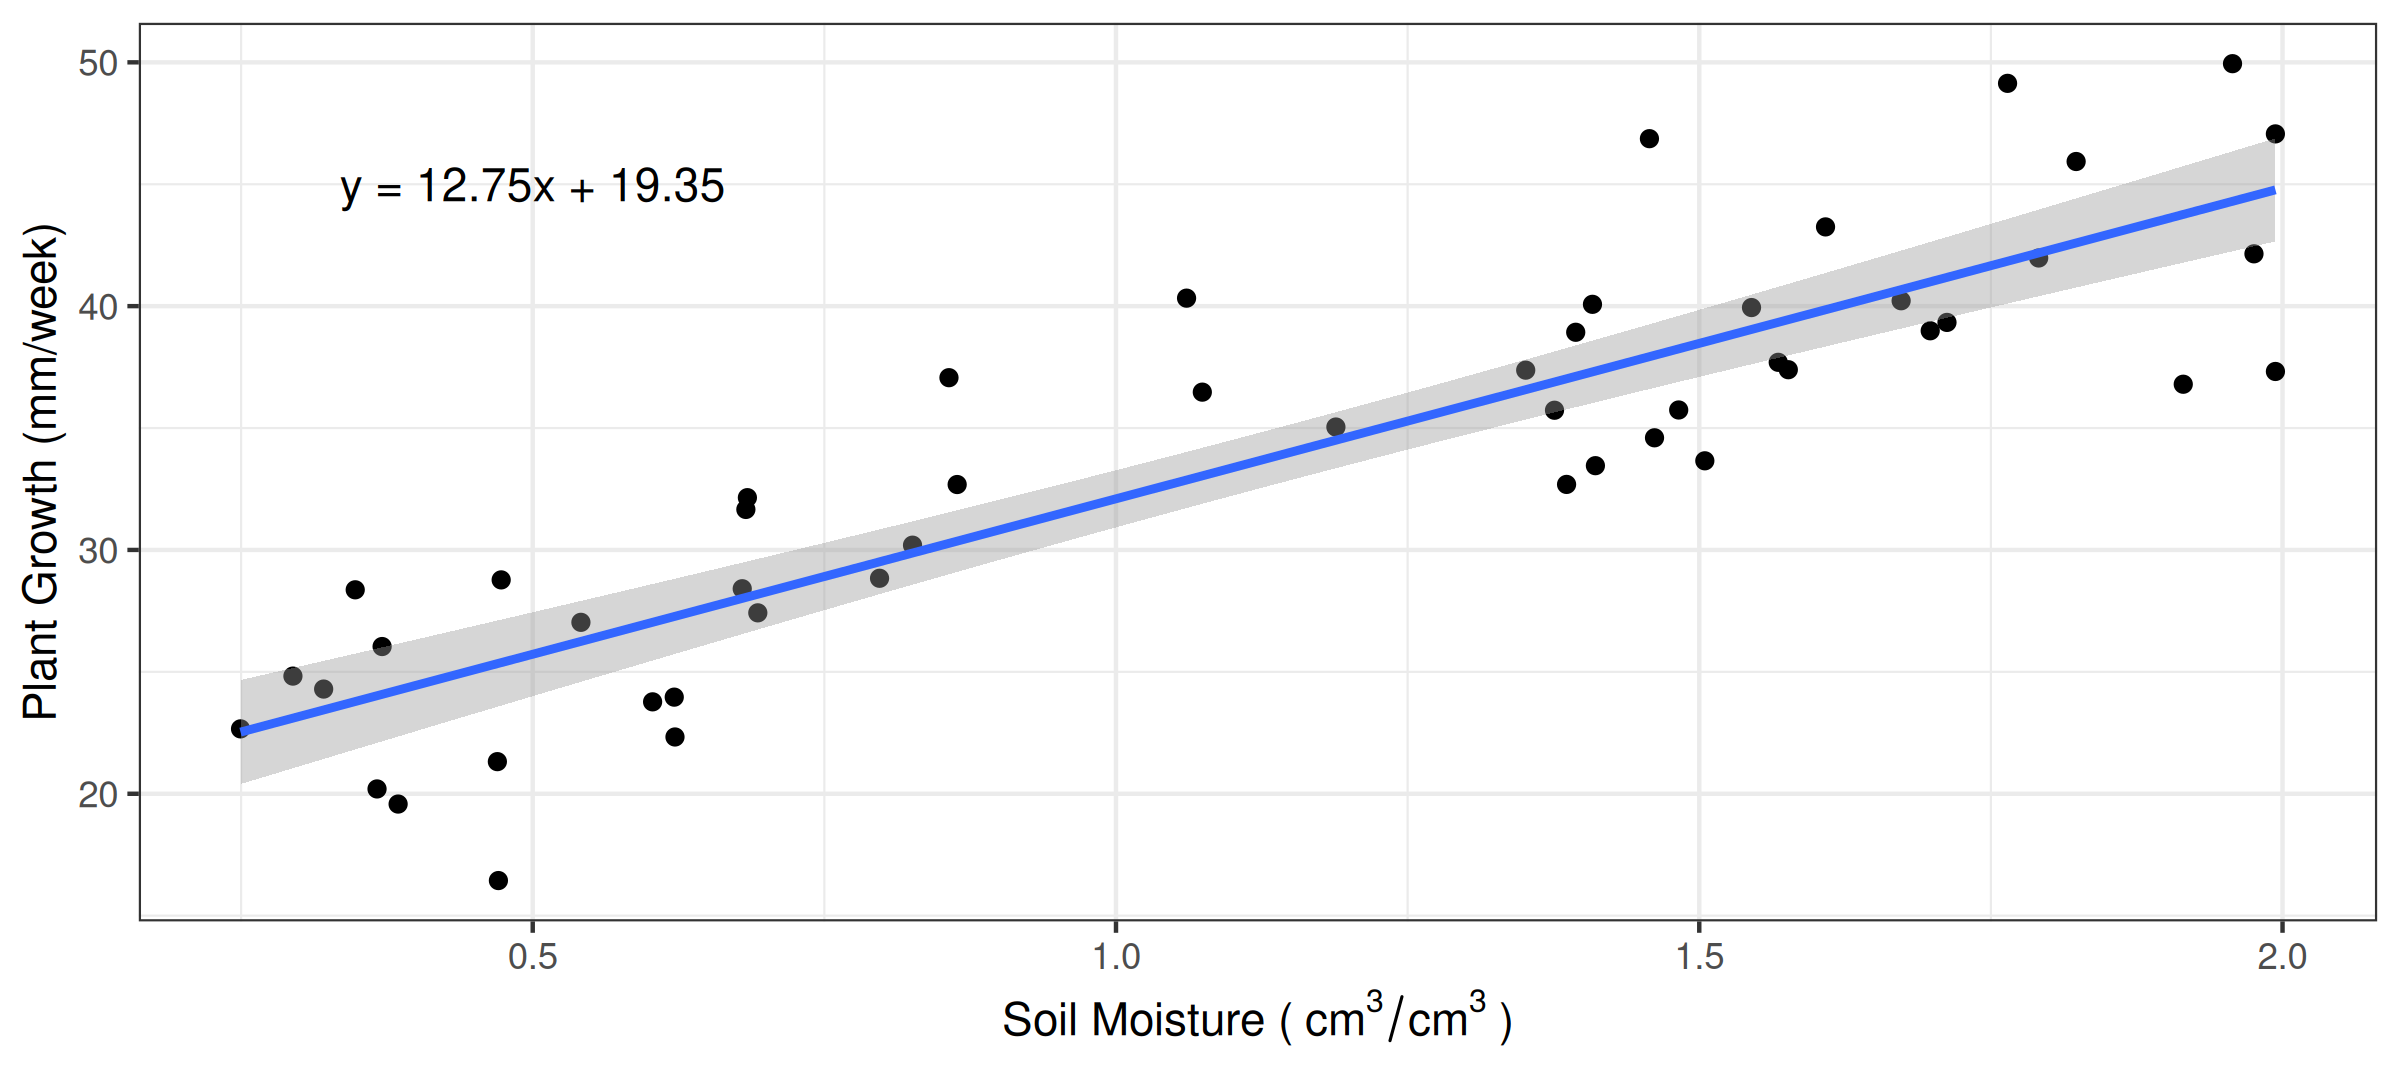 50
40
30
20
y = 12.75x + 19.35
Plant Growth (mm/week)
0.5 1.0 1.5 2.0
Soil Moisture ( cm³/cm³ )